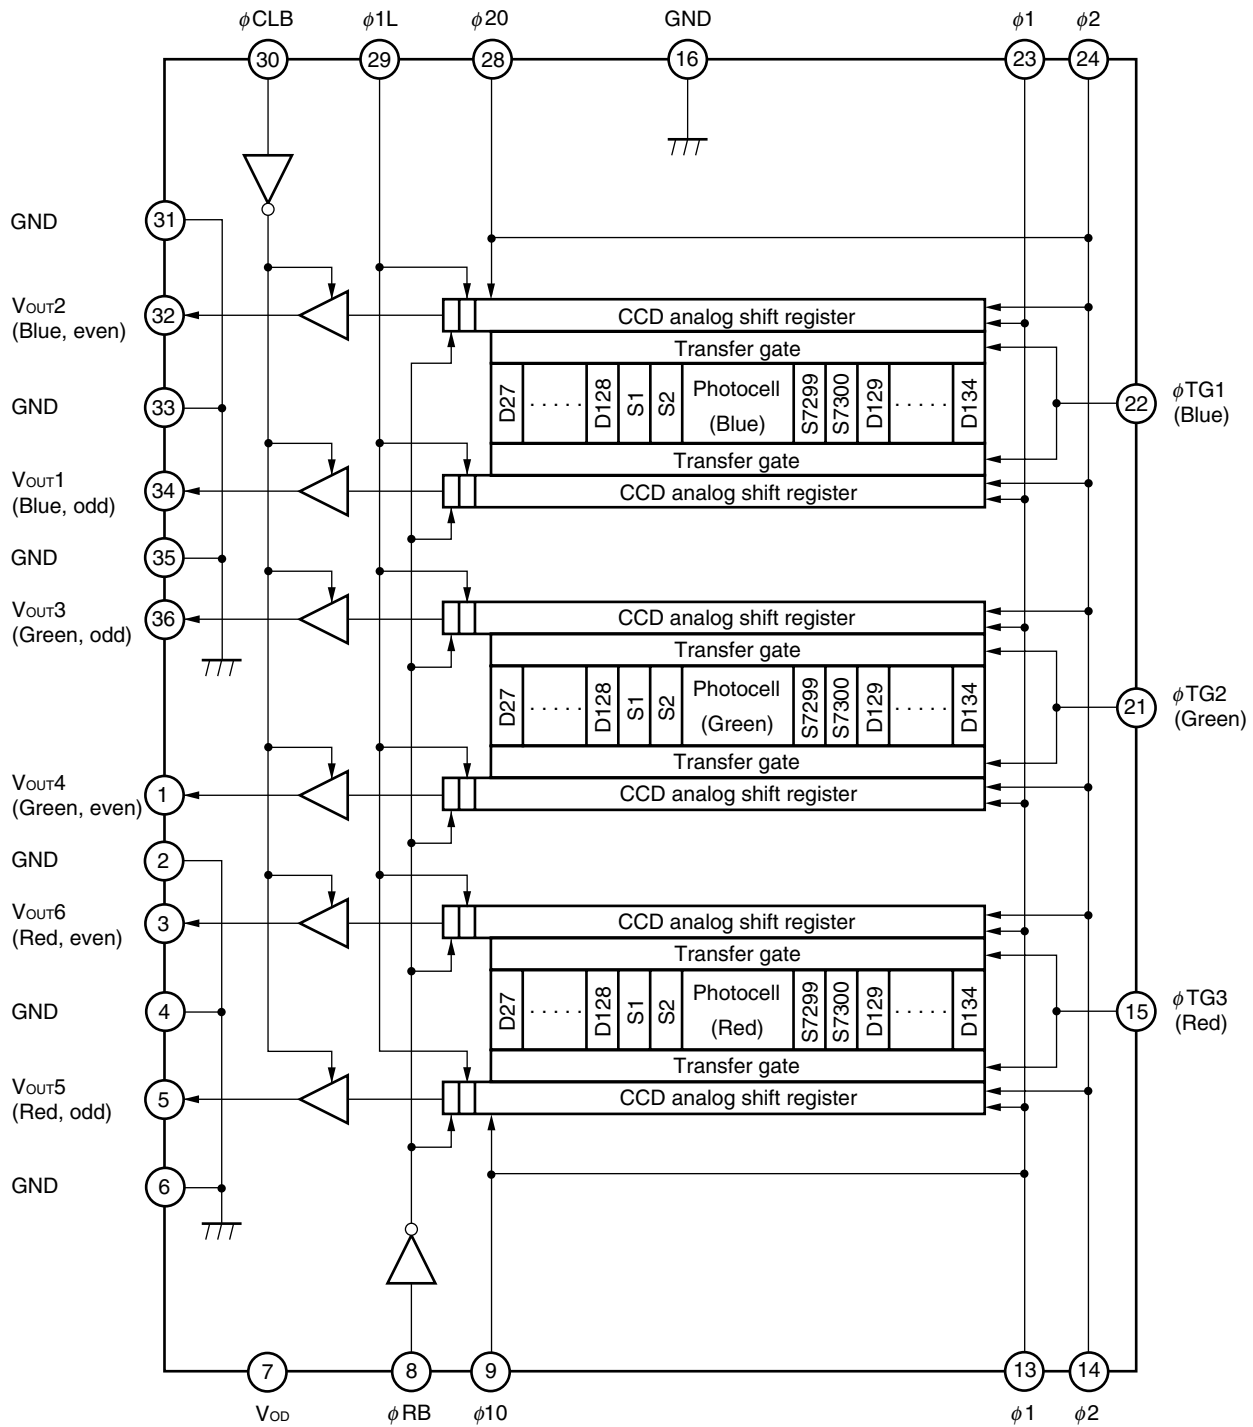 ϕCLB ϕ1L ϕ20 GND ϕ1 ϕ2
30 29 28 16 23 24
GND 31
VOUT2
(Blue, even)
32
CCD analog shift register
Transfer gate
D27 ..... D128 S1 S2 Photocell
(Blue) S7299 S7300 D129 ..... D134
GND 33
22 ϕTG1
(Blue)
Transfer gate
CCD analog shift register
VOUT1
(Blue, odd)
34
GND 35
VOUT3
(Green, odd)
36
CCD analog shift register
Transfer gate
D27 ..... D128 S1 S2 Photocell
(Green) S7299 S7300 D129 ..... D134
21 ϕTG2
(Green)
Transfer gate
CCD analog shift register
VOUT4
(Green, even)
1
GND 2
VOUT6
(Red, even)
3
CCD analog shift register
Transfer gate
D27 ..... D128 S1 S2 Photocell
(Red) S7299 S7300 D129 ..... D134
GND 4
15 ϕTG3
(Red)
Transfer gate
CCD analog shift register
VOUT5
(Red, odd)
5
GND 6
7 8 9 13 14
VOD ϕRB ϕ10 ϕ1 ϕ2